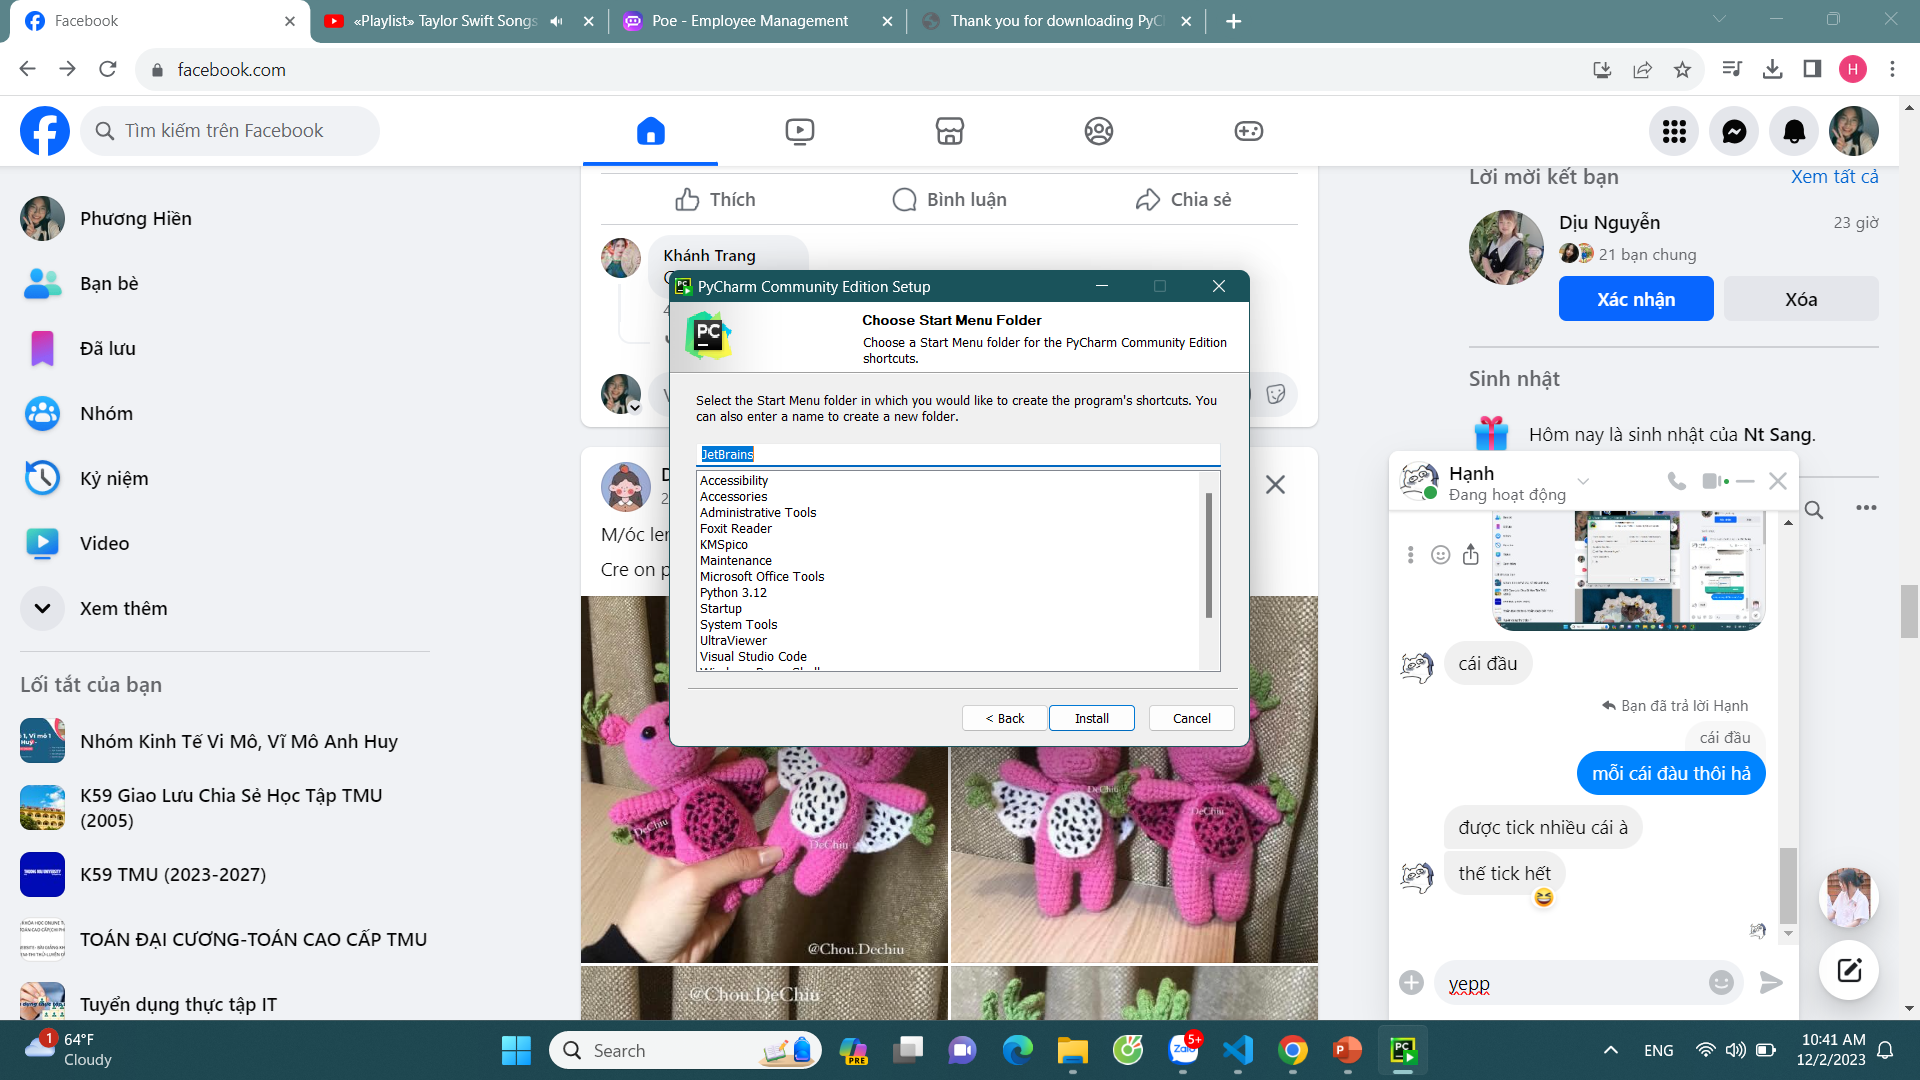 Facebook
«Playlist» Taylor Swift Songs
Poe - Employee Management
Thank you for downloading PyC
facebook.com
H
Tìm kiếm trên Facebook
Phương Hiền
Bạn bè
Đã lưu
Nhóm
Kỷ niệm
Video
Xem thêm
Lối tắt của bạn
Nhóm Kinh Tế Vi Mô, Vĩ Mô Anh Huy
K59 Giao Lưu Chia Sẻ Học Tập TMU
(2005)
K59 TMU (2023-2027)
TOÁN ĐẠI CƯƠNG-TOÁN CAO CẤP TMU
Tuyển dụng thực tập IT
Thích
Bình luận
Chia sẻ
Khánh Trang
M/óc len
Cre on p
PyCharm Community Edition Setup
PC
Choose Start Menu Folder
Choose a Start Menu folder for the PyCharm Community Edition
shortcuts.
Select the Start Menu folder in which you would like to create the program's shortcuts. You
can also enter a name to create a new folder.
JetBrains
Accessibility
Accessories
Administrative Tools
Foxit Reader
KMSpico
Maintenance
Microsoft Office Tools
Python 3.12
Startup
System Tools
UltraViewer
Visual Studio Code
< Back
Install
Cancel
DeChiu
DeChiu
DeChiu
DeChiu
@Chou.Dechiu
@Chou.DeChiu
Lời mời kết bạn
Xem tất cả
Dịu Nguyễn
23 giờ
21 bạn chung
Xác nhận
Xóa
Sinh nhật
Hôm nay là sinh nhật của Nt Sang.
Hạnh
Đang hoạt động
cái đầu
Bạn đã trả lời Hạnh
cái đầu
mỗi cái đàu thôi hả
được tick nhiều cái à
thế tick hết
yepp
1
64°F
Cloudy
Search
PRE
Zalo
5+
PC
ENG
10:41 AM
12/2/2023